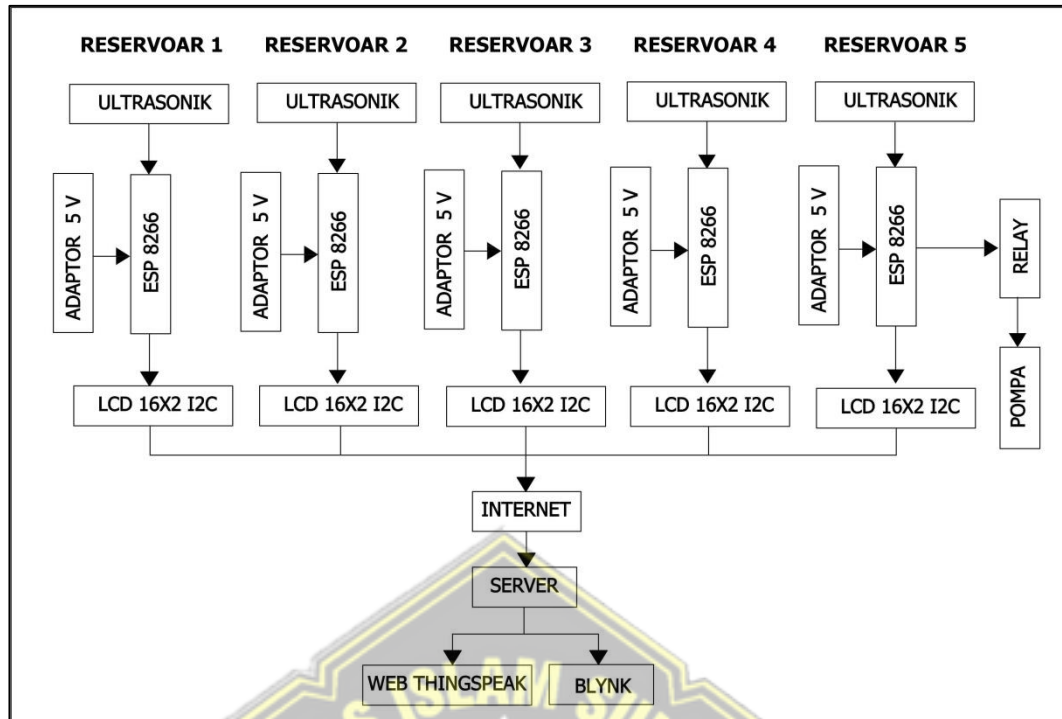 RESERVOAR 1 RESERVOAR 2 RESERVOAR 3 RESERVOAR 4 RESERVOAR 5
ULTRASONIK ULTRASONIK ULTRASONIK ULTRASONIK ULTRASONIK
ADAPTOR 5 V ESP 8266 ADAPTOR 5 V ESP 8266 ADAPTOR 5 V ESP 8266 ADAPTOR 5 V ESP 8266 ADAPTOR 5 V ESP 8266 RELAY
POMPA
LCD 16X2 I2C LCD 16X2 I2C LCD 16X2 I2C LCD 16X2 I2C LCD 16X2 I2C
INTERNET
SERVER
WEB THINGSPEAK BLYNK
ISLAM